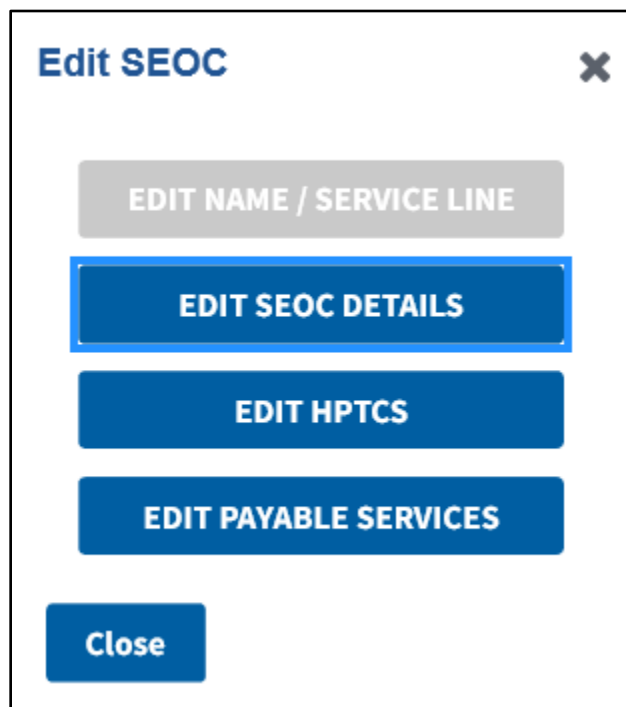 Edit SEOC
EDIT NAME / SERVICE LINE
EDIT SEOC DETAILS
EDIT HPTCS
EDIT PAYABLE SERVICES
Close